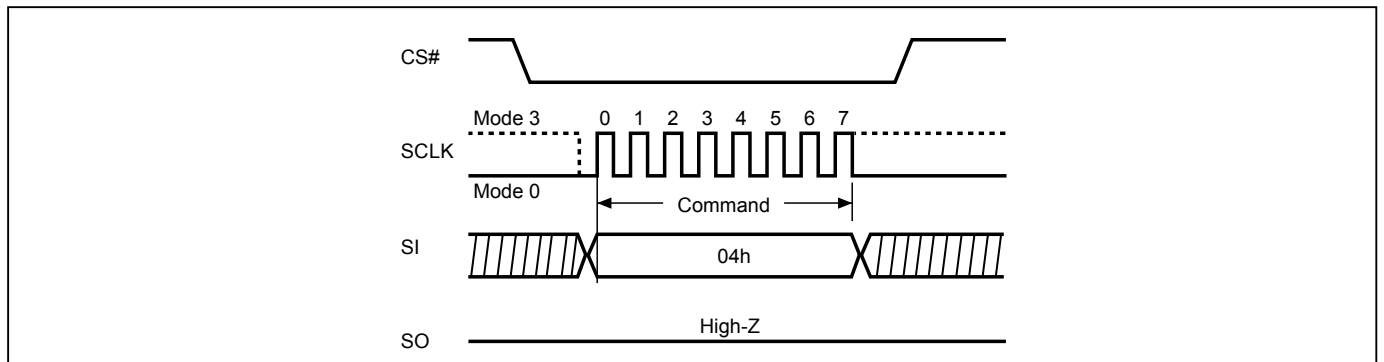 CS#
Mode 3 0 1 2 3 4 5 6 7
SCLK
Mode 0
Command
SI
04h
High-Z
SO